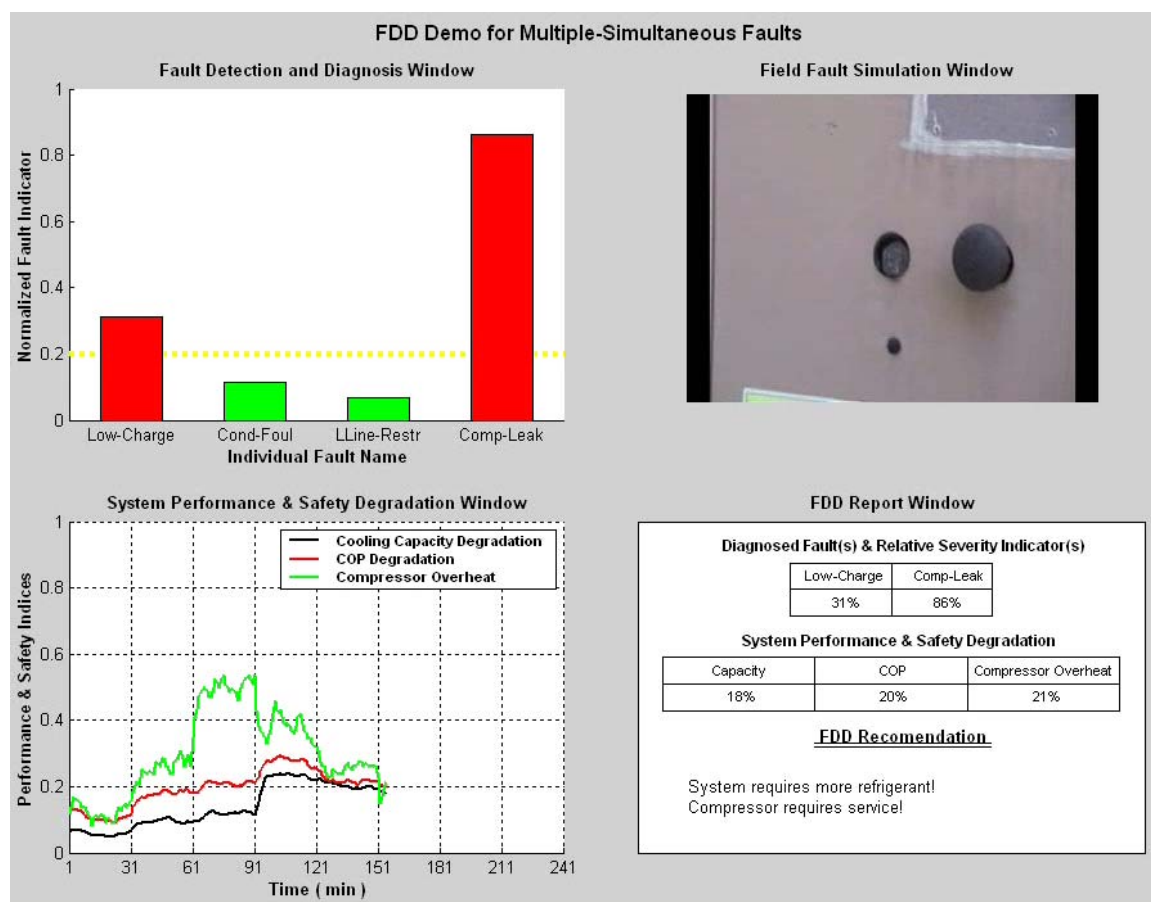 FDD Demo for Multiple-Simultaneous Faults
Fault Detection and Diagnosis Window
1
0.8
0.6
0.4
0.2
0
Normalized Fault Indicator
Low-Charge Cond-Foul LLine-Restr Comp-Leak
Individual Fault Name
Field Fault Simulation Window
System Performance & Safety Degradation Window
1
0.8
0.6
0.4
0.2
0
Performance & Safety Indices
Cooling Capacity Degradation
COP Degradation
Compressor Overheat
1 31 61 91 121 151 181 211 241
Time ( min )
FDD Report Window
Diagnosed Fault(s) & Relative Severity Indicator(s)
Low-Charge Comp-Leak
31% 86%
System Performance & Safety Degradation
Capacity COP Compressor Overheat
18% 20% 21%
FDD Recomendation
System requires more refrigerant!
Compressor requires service!